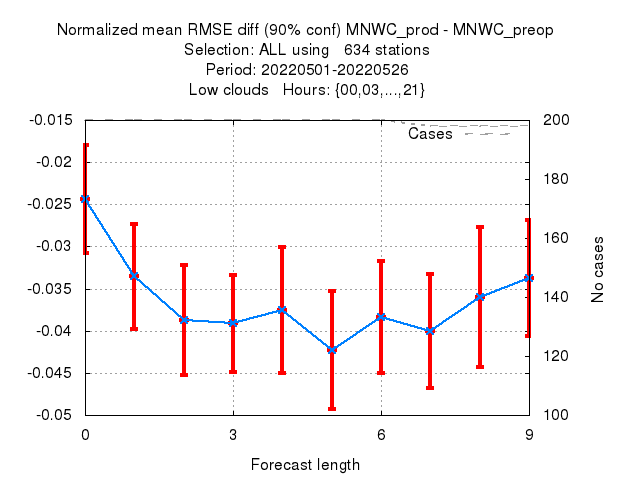 Normalized mean RMSE diff (90% conf) MNWC_prod - MNWC_preop
Selection: ALL using 634 stations
Period: 20220501-20220526
Low clouds Hours: {00,03,...,21}
-0.015
-0.02
-0.025
-0.03
-0.035
-0.04
-0.045
-0.05
Cases
200
180
160
140
120
100
No cases
0 3 6 9
Forecast length